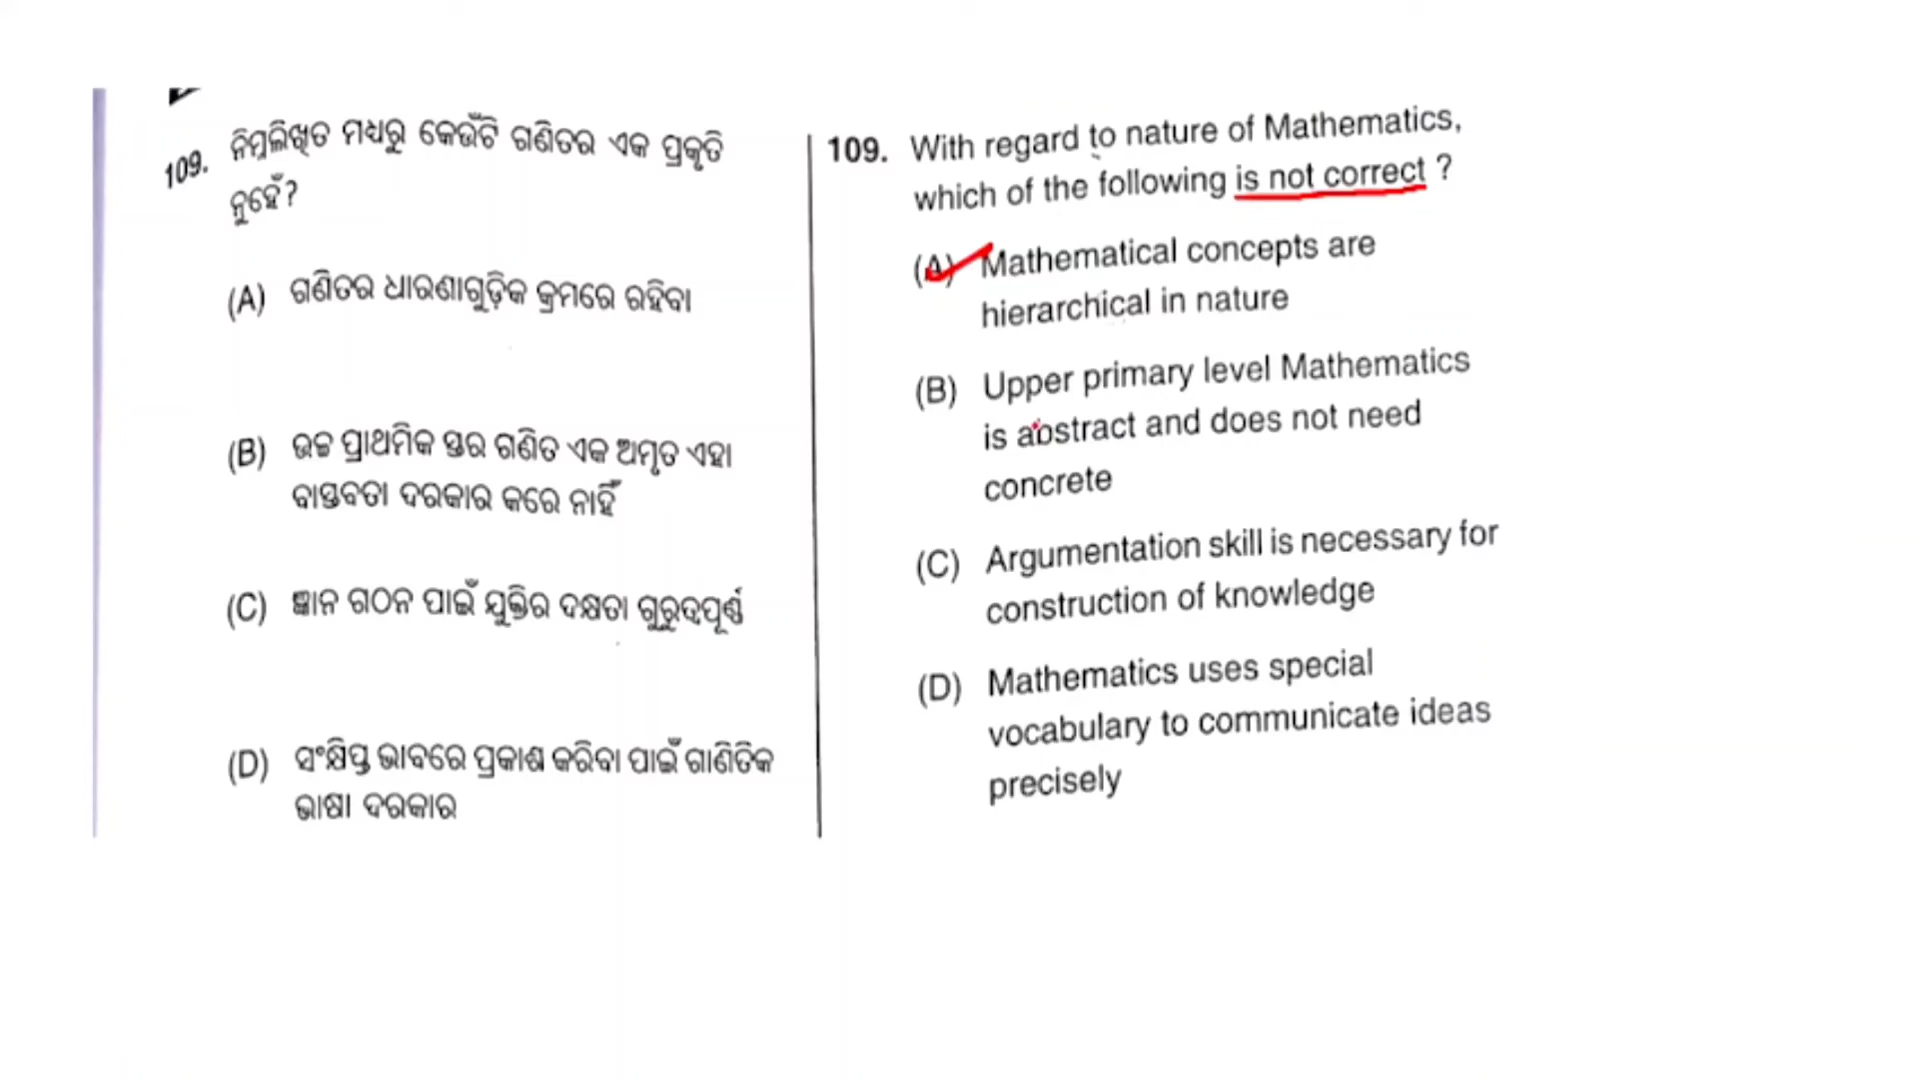 109. ନିମ୍ନଲିଖିତ ମଧ୍ୟରୁ କେଉଁଟି ଗଣିତର ଏକ ପ୍ରକୃତି
ନୁହେଁ?
(A) ଗଣିତର ଧାରଣାଗୁଡ଼ିକ କ୍ରମରେ ରହିବା
(B) ଉଚ୍ଚ ପ୍ରାଥମିକ ସ୍ତର ଗଣିତ ଏକ ଅମୃତ ଏହା
ବାସ୍ତବତା ଦରକାର କରେ ନାହିଁ
(C) ଜ୍ଞାନ ଗଠନ ପାଇଁ ଯୁକ୍ତିର ଦକ୍ଷତା ଗୁରୁତ୍ୱପୂର୍ଣ୍ଣ
(D) ସଂକ୍ଷିପ୍ତ ଭାବରେ ପ୍ରକାଶ କରିବା ପାଇଁ ଗାଣିତିକ
ଭାଷା ଦରକାର
109. With regard to nature of Mathematics,
which of the following is not correct ?
(A) Mathematical concepts are
hierarchical in nature
(B) Upper primary level Mathematics
is abstract and does not need
concrete
(C) Argumentation skill is necessary for
construction of knowledge
(D) Mathematics uses special
vocabulary to communicate ideas
precisely